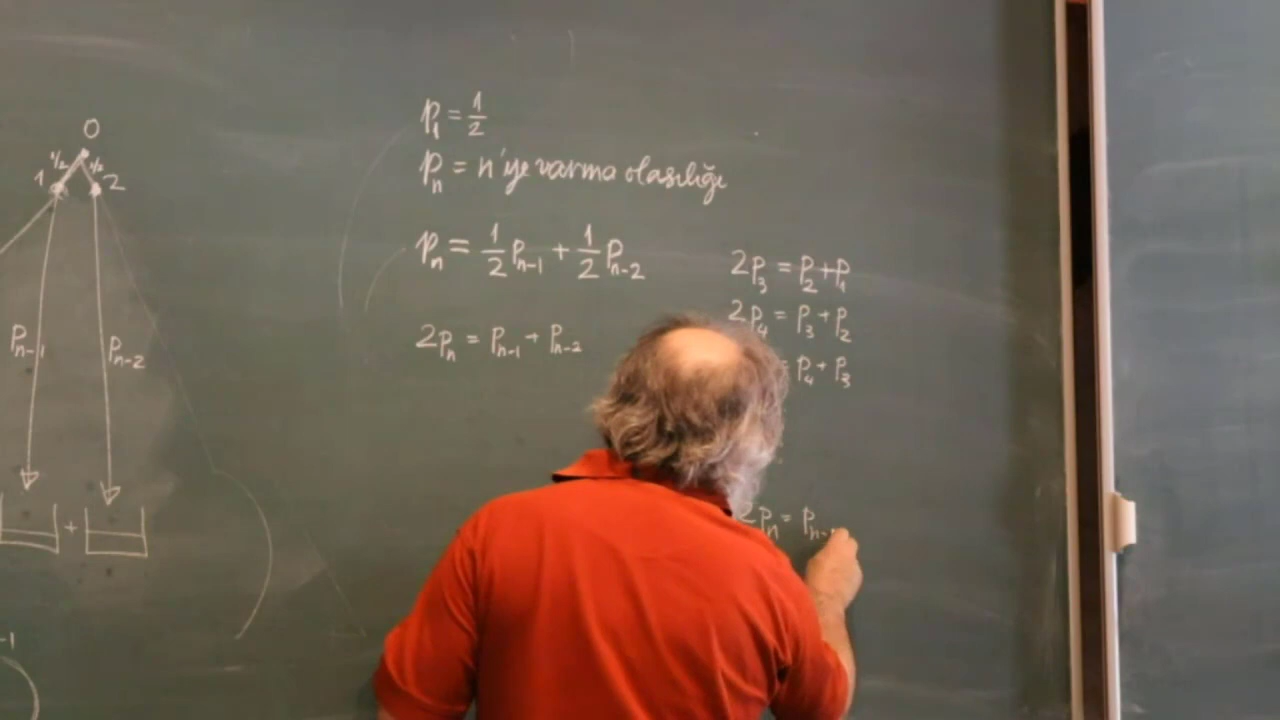 0
1/2 1/2
1 2
Pn-1 Pn-2
+
-1
P1 = 1/2
Pn = n'ye varma olasılığı
Pn = 1/2 Pn-1 + 1/2 Pn-2
2Pn = Pn-1 + Pn-2
2P3 = P2 + P1
2P4 = P3 + P2
= P4 + P3
2Pn = Pn-